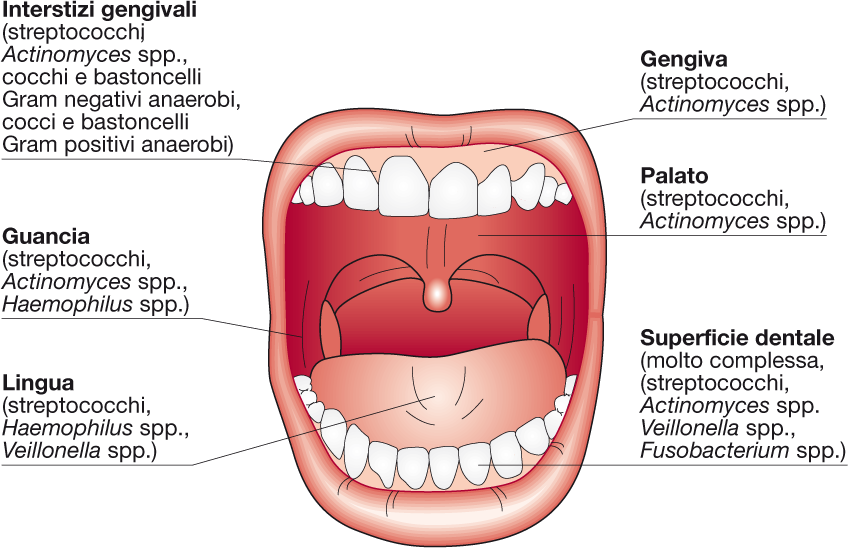 Interstizi gengivali
(streptococchi,
Actinomyces spp.,
cocchi e bastoncelli
Gram negativi anaerobi,
cocci e bastoncelli
Gram positivi anaerobi)
Guancia
(streptococchi,
Actinomyces spp.,
Haemophilus spp.)
Lingua
(streptococchi,
Haemophilus spp.,
Veillonella spp.)
Gengiva
(streptococchi,
Actinomyces spp.)
Palato
(streptococchi,
Actinomyces spp.)
Superficie dentale
(molto complessa,
(streptococchi,
Actinomyces spp.
Veillonella spp.,
Fusobacterium spp.)